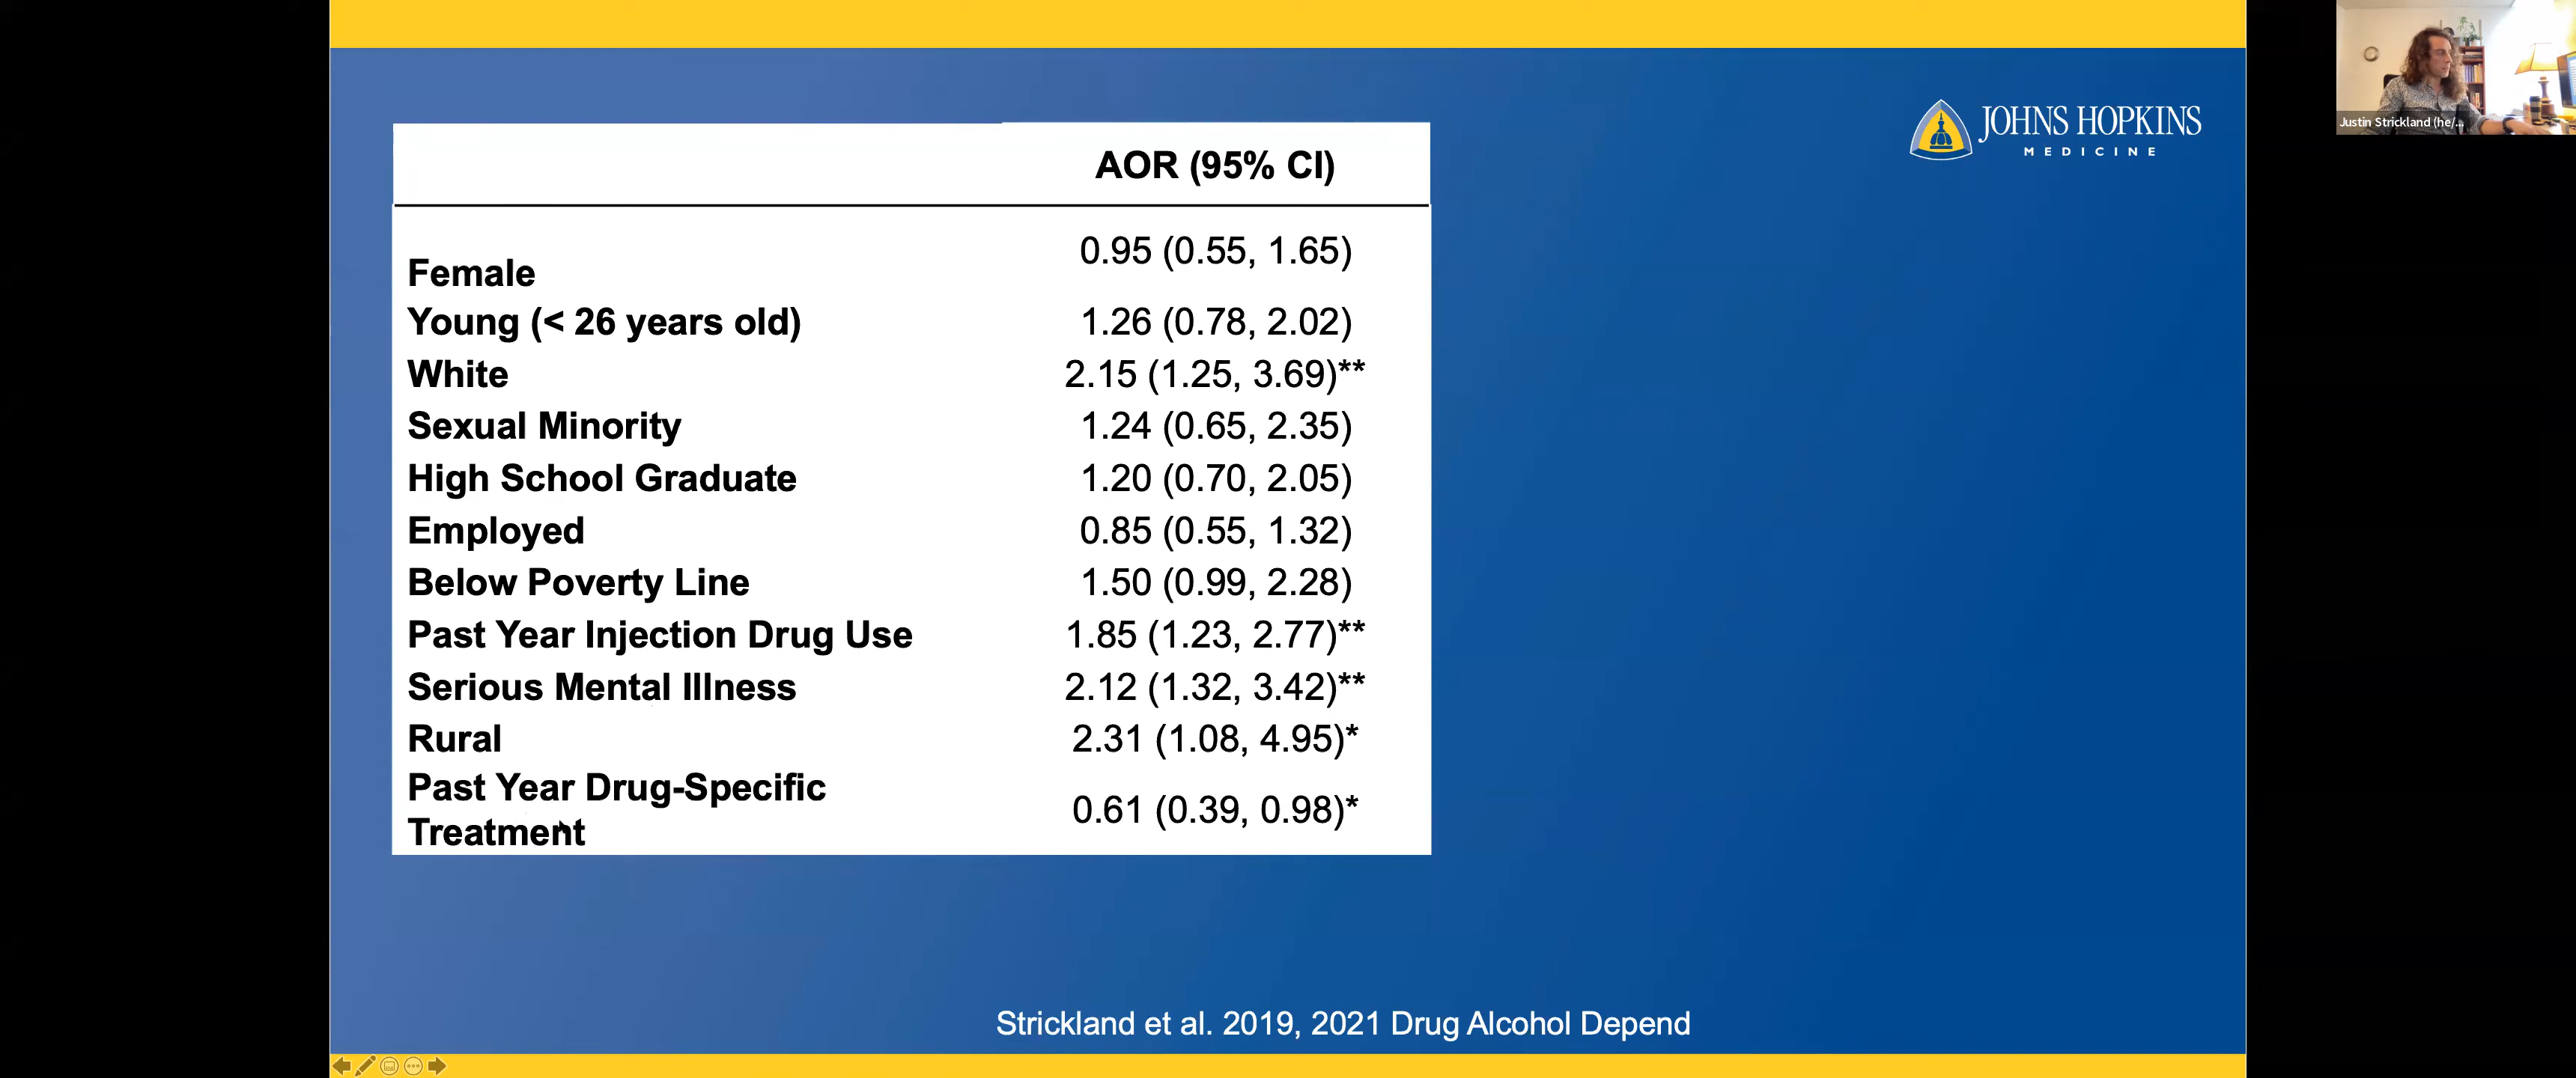 JOHNS HOPKINS
MEDICINE
Justin Strickland (he/...
AOR (95% CI)
Female 0.95 (0.55, 1.65)
Young (< 26 years old) 1.26 (0.78, 2.02)
White 2.15 (1.25, 3.69)**
Sexual Minority 1.24 (0.65, 2.35)
High School Graduate 1.20 (0.70, 2.05)
Employed 0.85 (0.55, 1.32)
Below Poverty Line 1.50 (0.99, 2.28)
Past Year Injection Drug Use 1.85 (1.23, 2.77)**
Serious Mental Illness 2.12 (1.32, 3.42)**
Rural 2.31 (1.08, 4.95)*
Past Year Drug-Specific
Treatment 0.61 (0.39, 0.98)*
Strickland et al. 2019, 2021 Drug Alcohol Depend